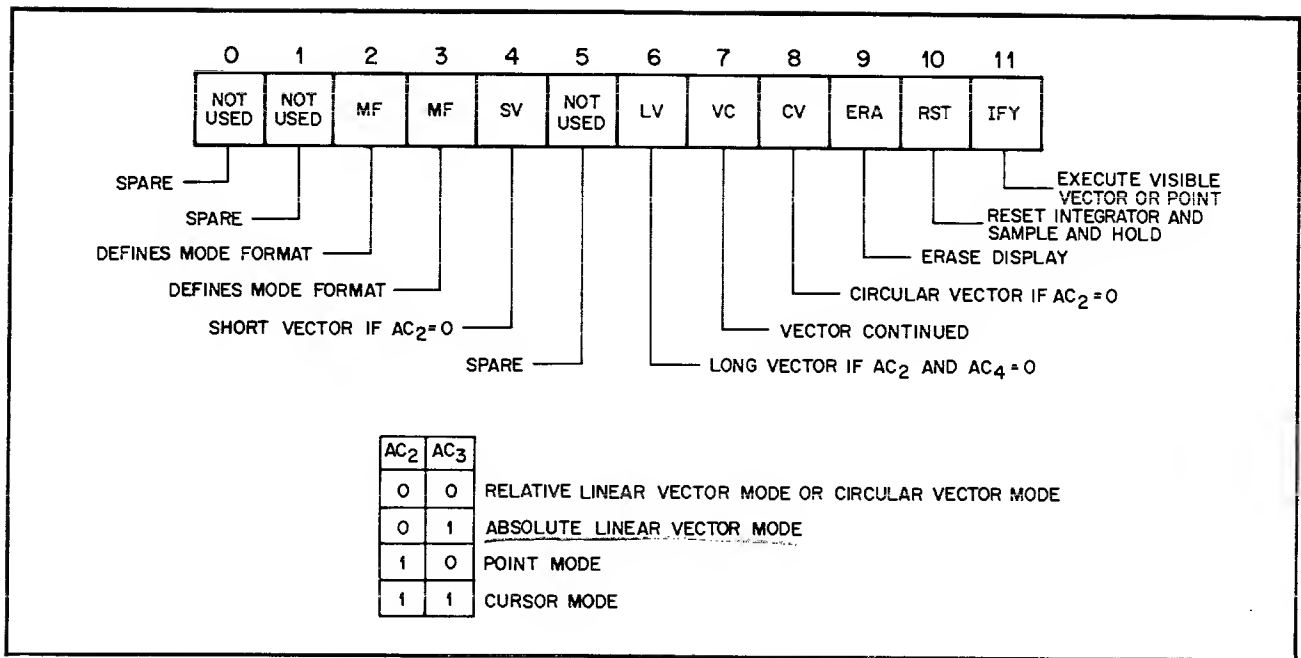 0 1 2 3 4 5 6 7 8 9 10 11
NOT USED NOT USED MF MF SV NOT USED LV VC CV ERA RST IFY
SPARE
EXECUTE VISIBLE
VECTOR OR POINT
SPARE
RESET INTEGRATOR AND
SAMPLE AND HOLD
DEFINES MODE FORMAT
ERASE DISPLAY
DEFINES MODE FORMAT
CIRCULAR VECTOR IF AC2=0
SHORT VECTOR IF AC2=0
VECTOR CONTINUED
SPARE
LONG VECTOR IF AC2 AND AC4=0
AC2 AC3
0 0 RELATIVE LINEAR VECTOR MODE OR CIRCULAR VECTOR MODE
0 1 ABSOLUTE LINEAR VECTOR MODE
1 0 POINT MODE
1 1 CURSOR MODE